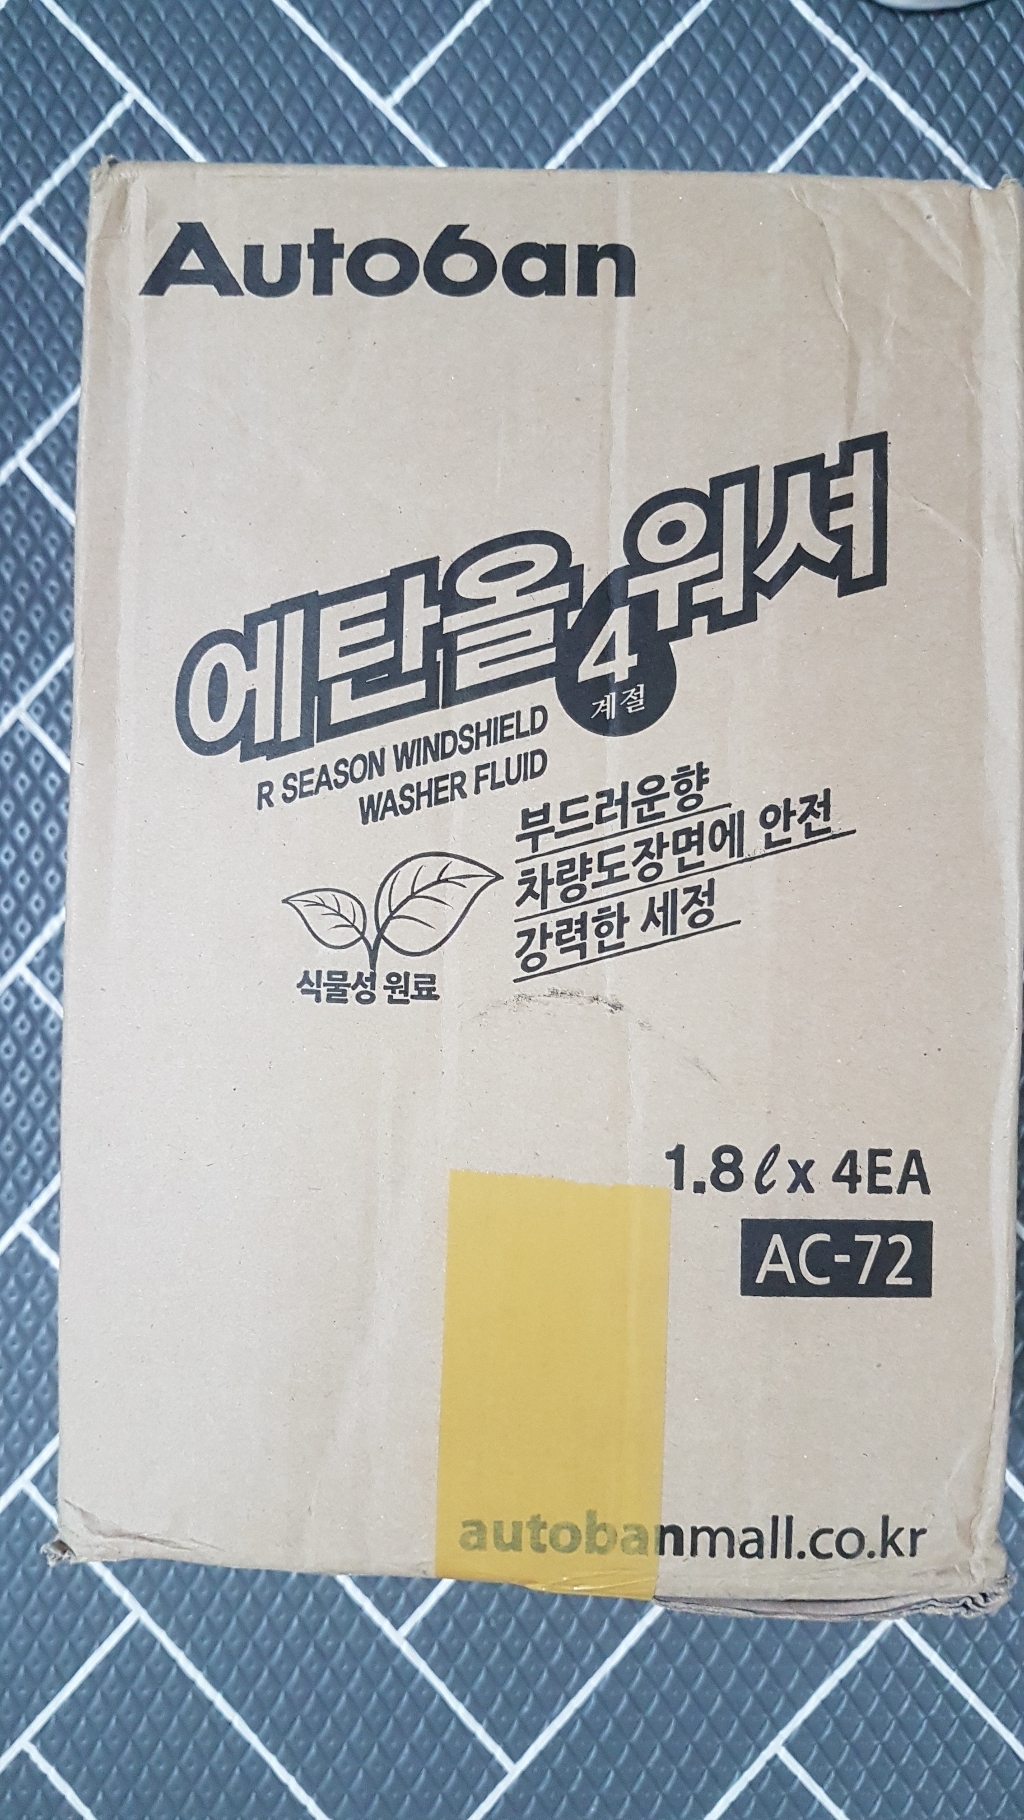 Autoban
에탄올 워셔
4
계절
R SEASON WINDSHIELD
WASHER FLUID
부드러운향
차량도장면에 안전
강력한 세정
식물성 원료
1.8ℓ x 4EA
AC-72
autobanmall.co.kr